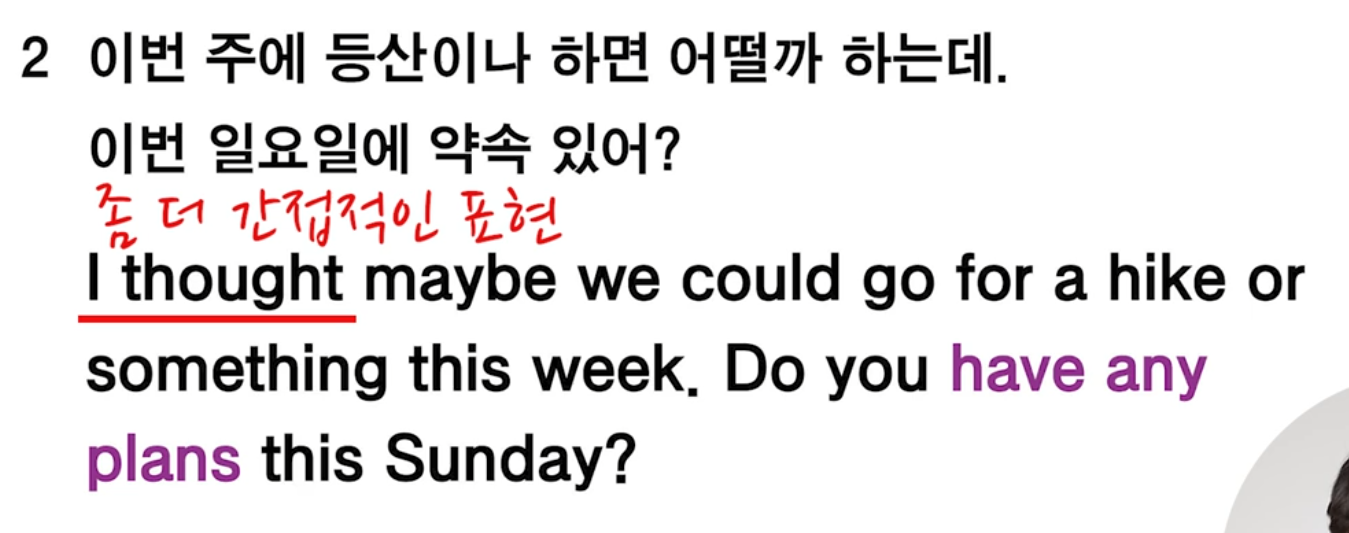 2 이번 주에 등산이나 하면 어떨까 하는데.
이번 일요일에 약속 있어?
좀 더 간접적인 표현
I thought maybe we could go for a hike or
something this week. Do you have any
plans this Sunday?